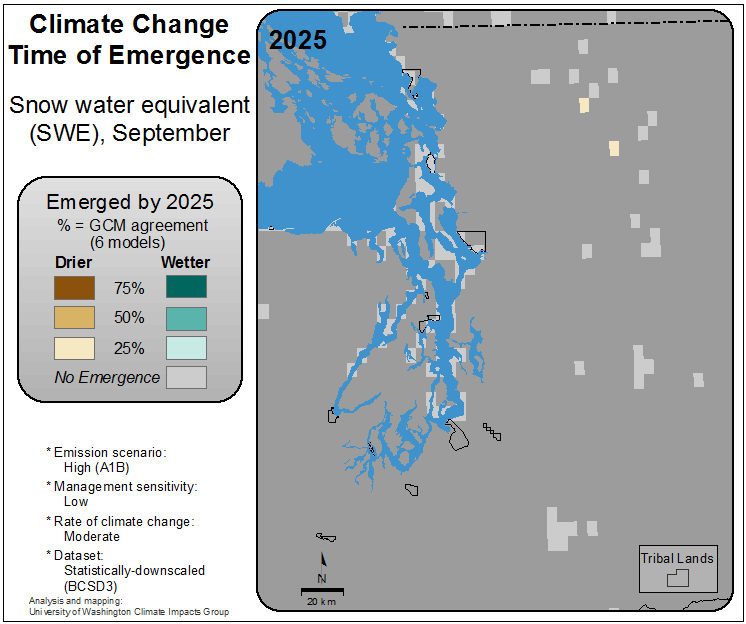 Climate Change
Time of Emergence
Snow water equivalent
(SWE), September
Emerged by 2025
% = GCM agreement
(6 models)
Drier Wetter
75%
50%
25%
No Emergence
* Emission scenario:
High (A1B)
* Management sensitivity:
Low
* Rate of climate change:
Moderate
* Dataset:
Statistically-downscaled
(BCSD3)
Analysis and mapping:
University of Washington Climate Impacts Group
2025
N
20 km
Tribal Lands